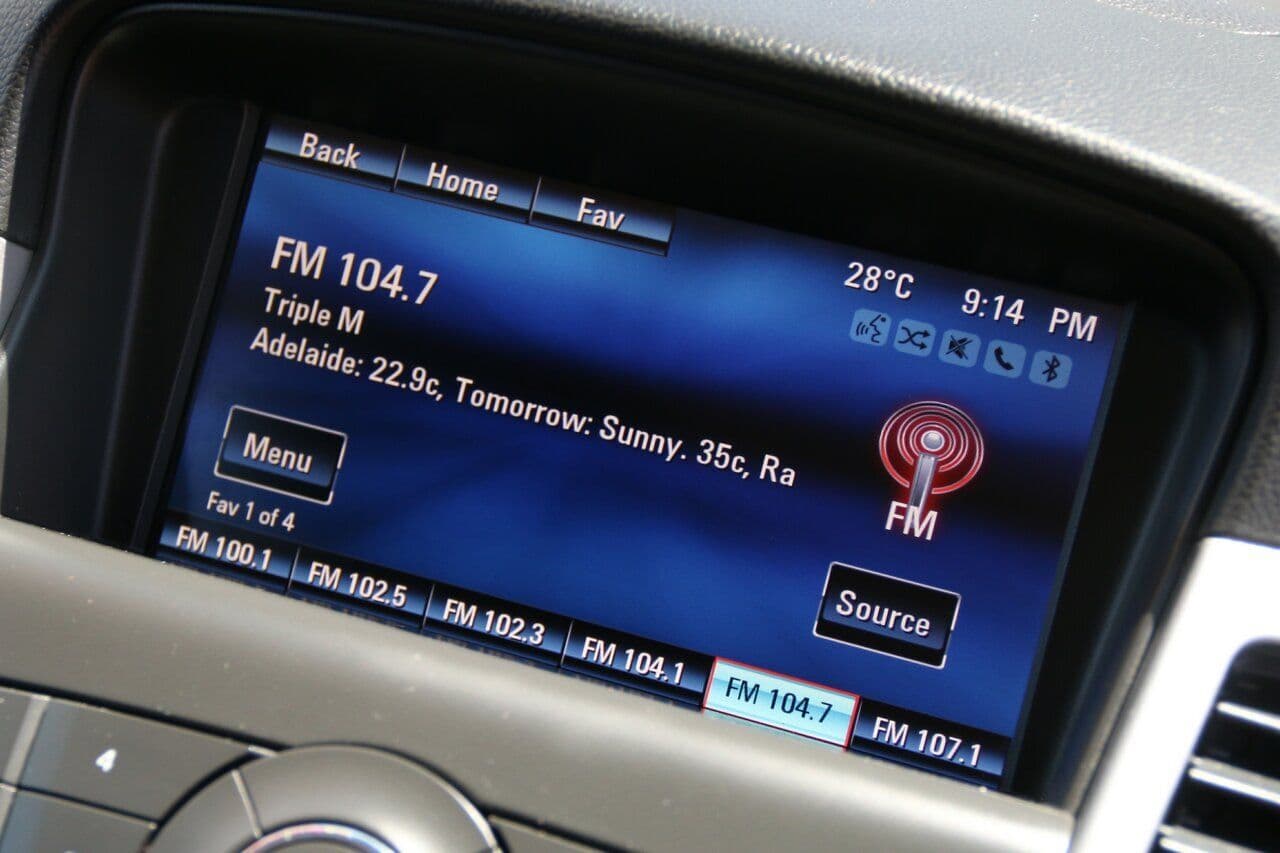 Back Home Fav
28°C 9:14 PM
FM 104.7
Triple M
Adelaide: 22.9c, Tomorrow: Sunny. 35c, Ra
Menu
FM
Fav 1 of 4
Source
FM 100.1 FM 102.5 FM 102.3 FM 104.1 FM 104.7 FM 107.1
4